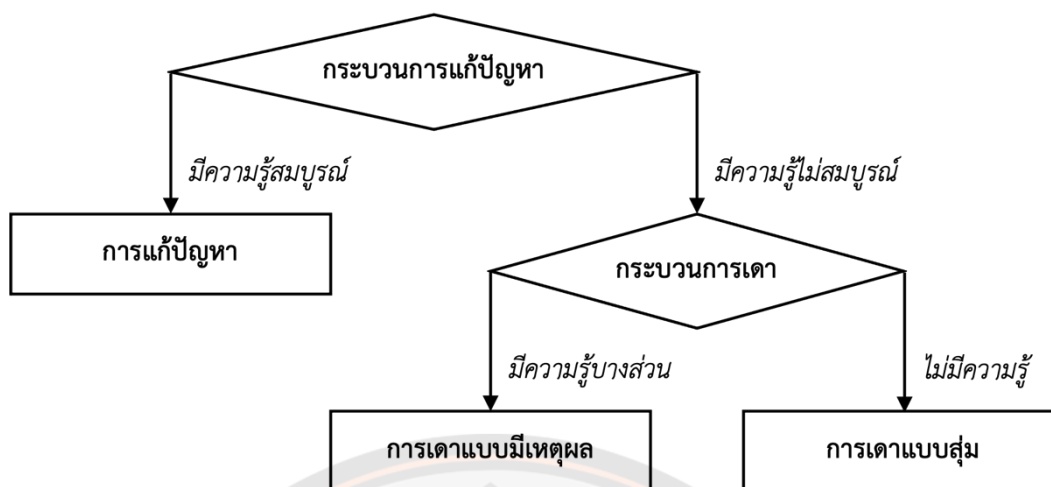 กระบวนการแก้ปัญหา
มีความรู้สมบูรณ์
มีความรู้ไม่สมบูรณ์
การแก้ปัญหา
กระบวนการเดา
มีความรู้บางส่วน
ไม่มีความรู้
การเดาแบบมีเหตุผล
การเดาแบบสุ่ม